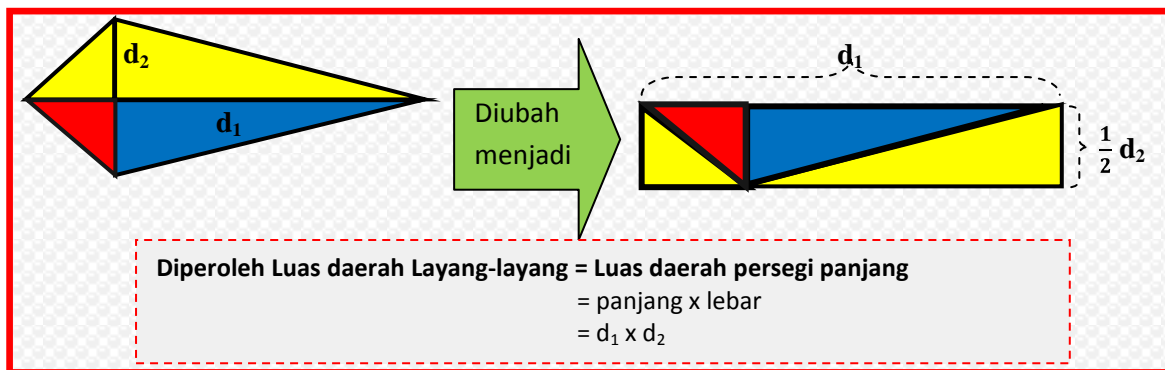 d₂
d₁
Diubah
menjadi
d₁
½ d₂
Diperoleh Luas daerah Layang-layang = Luas daerah persegi panjang
= panjang x lebar
= d₁ x d₂